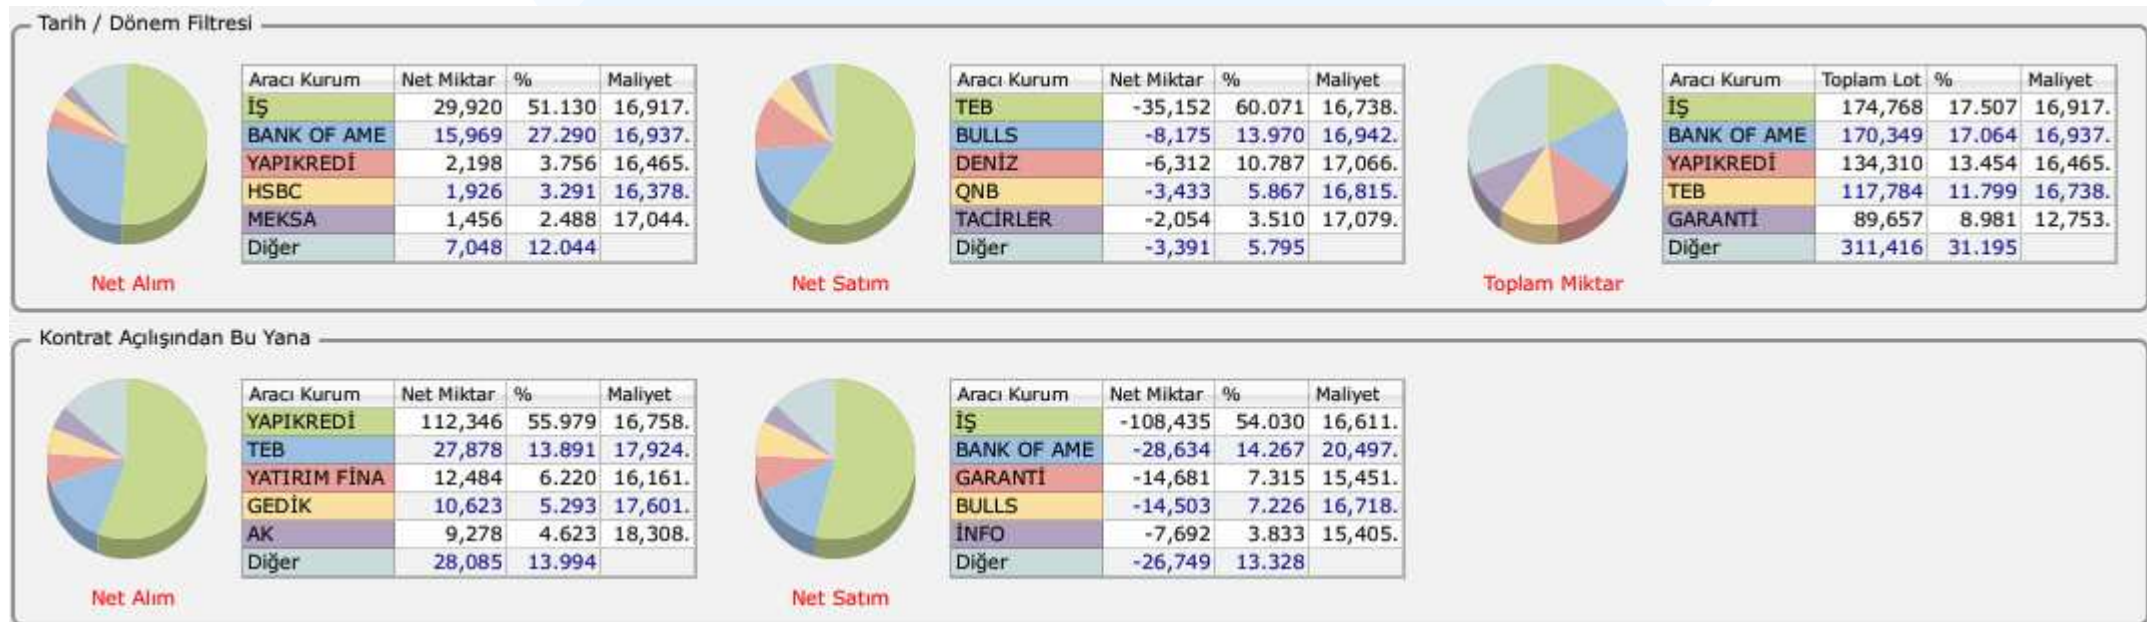 Tarih / Dönem Filtresi
Aracı Kurum Net Miktar % Maliyet
İŞ 29,920 51.130 16,917.
BANK OF AME 15,969 27.290 16,937.
YAPIKREDİ 2,198 3.756 16,465.
HSBC 1,926 3.291 16,378.
MEKSA 1,456 2.488 17,044.
Diğer 7,048 12.044
Net Alım
Aracı Kurum Net Miktar % Maliyet
TEB -35,152 60.071 16,738.
BULLS -8,175 13.970 16,942.
DENİZ -6,312 10.787 17,066.
QNB -3,433 5.867 16,815.
TACİRLER -2,054 3.510 17,079.
Diğer -3,391 5.795
Net Satım
Aracı Kurum Toplam Lot % Maliyet
İŞ 174,768 17.507 16,917.
BANK OF AME 170,349 17.064 16,937.
YAPIKREDİ 134,310 13.454 16,465.
TEB 117,784 11.799 16,738.
GARANTİ 89,657 8.981 12,753.
Diğer 311,416 31.195
Toplam Miktar
Kontrat Açılışından Bu Yana
Aracı Kurum Net Miktar % Maliyet
YAPIKREDİ 112,346 55.979 16,758.
TEB 27,878 13.891 17,924.
YATIRIM FİNA 12,484 6.220 16,161.
GEDİK 10,623 5.293 17,601.
AK 9,278 4.623 18,308.
Diğer 28,085 13.994
Net Alım
Aracı Kurum Net Miktar % Maliyet
İŞ -108,435 54.030 16,611.
BANK OF AME -28,634 14.267 20,497.
GARANTİ -14,681 7.315 15,451.
BULLS -14,503 7.226 16,718.
İNFO -7,692 3.833 15,405.
Diğer -26,749 13.328
Net Satım